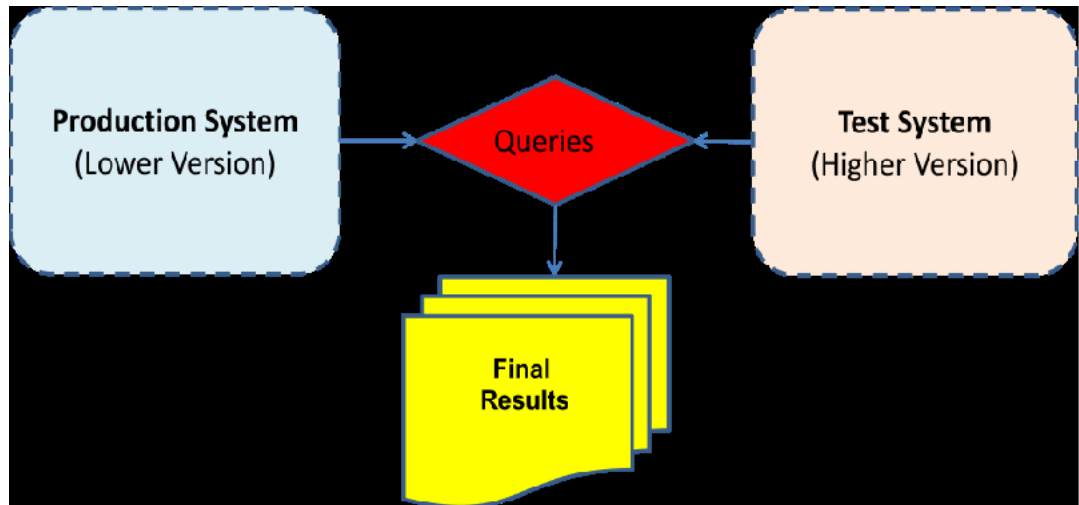 Production System
(Lower Version)
Queries
Test System
(Higher Version)
Final
Results